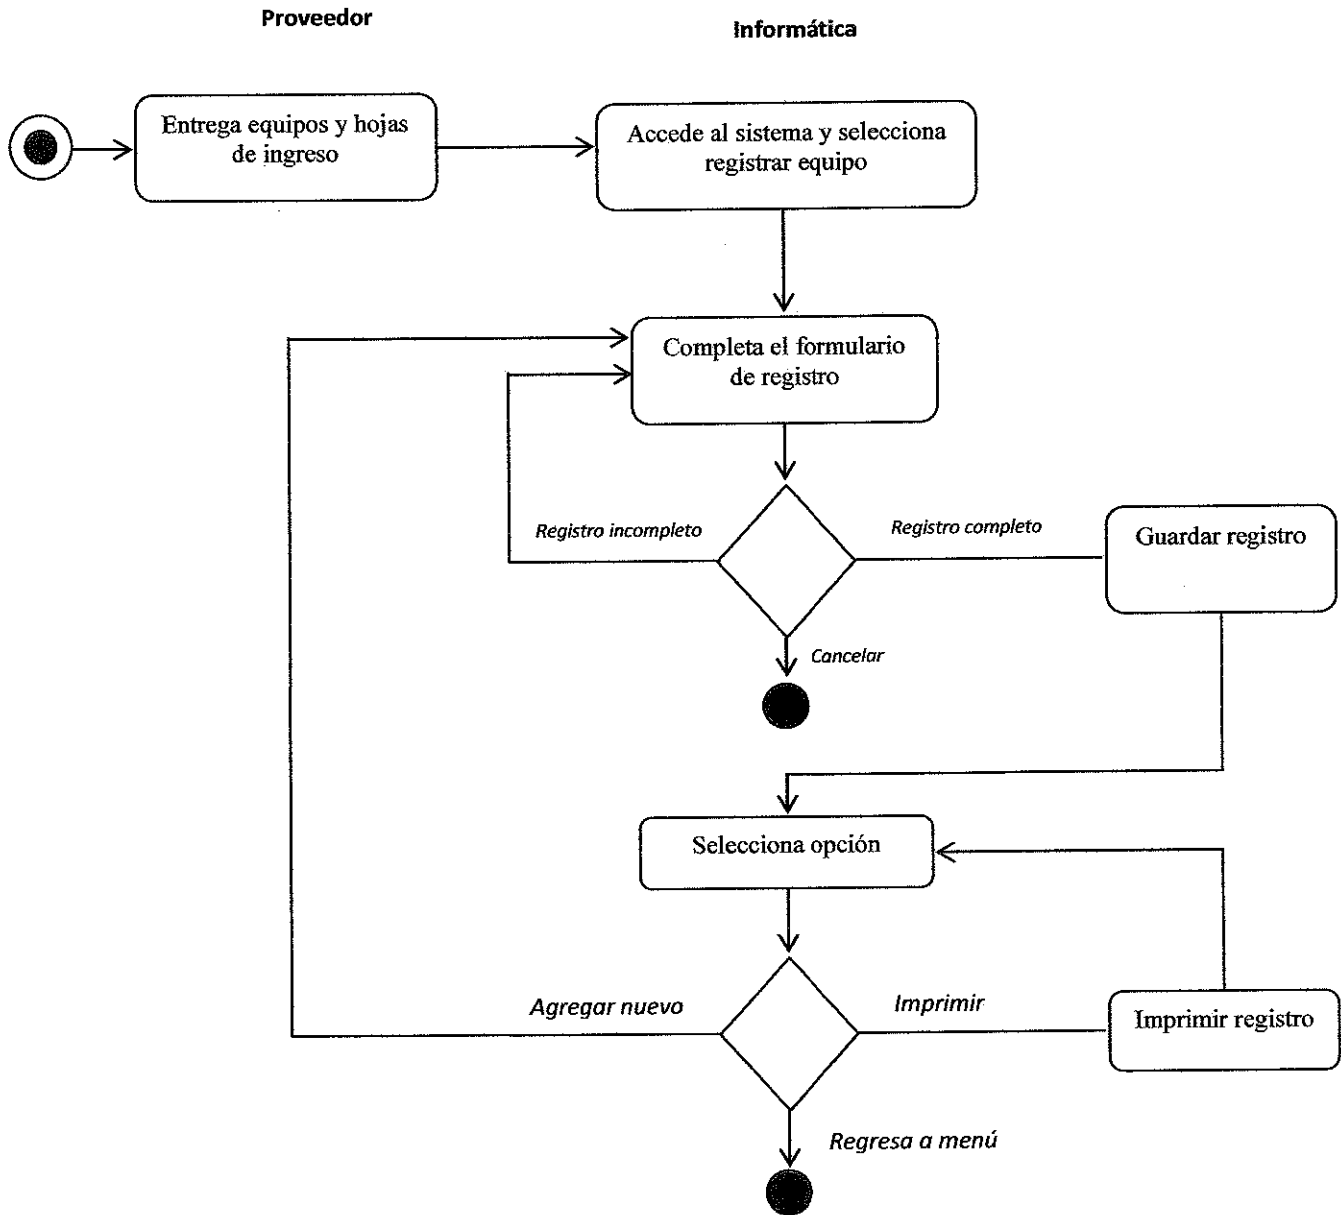 Proveedor
Informática
Entrega equipos y hojas
de ingreso
Accede al sistema y selecciona
registrar equipo
Completa el formulario
de registro
Registro incompleto
Registro completo
Guardar registro
Cancelar
Selecciona opción
Agregar nuevo
Imprimir
Imprimir registro
Regresa a menú